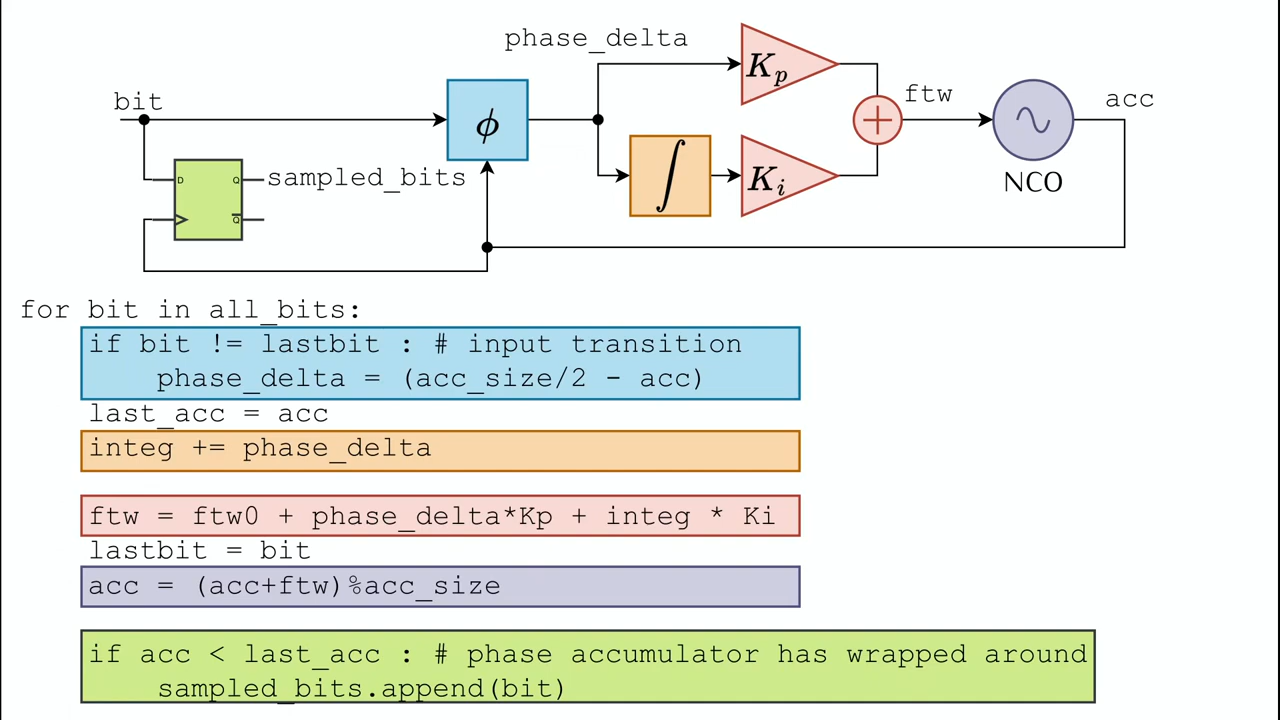 phase_delta
Kp
bit
ftw
acc
ϕ
+
D
Q
sampled_bits
∫
Ki
NCO
Q
for bit in all_bits:
if bit != lastbit : # input transition
phase_delta = (acc_size/2 - acc)
last_acc = acc
integ += phase_delta
ftw = ftw0 + phase_delta*Kp + integ * Ki
lastbit = bit
acc = (acc+ftw)%acc_size
if acc < last_acc : # phase accumulator has wrapped around
sampled_bits.append(bit)